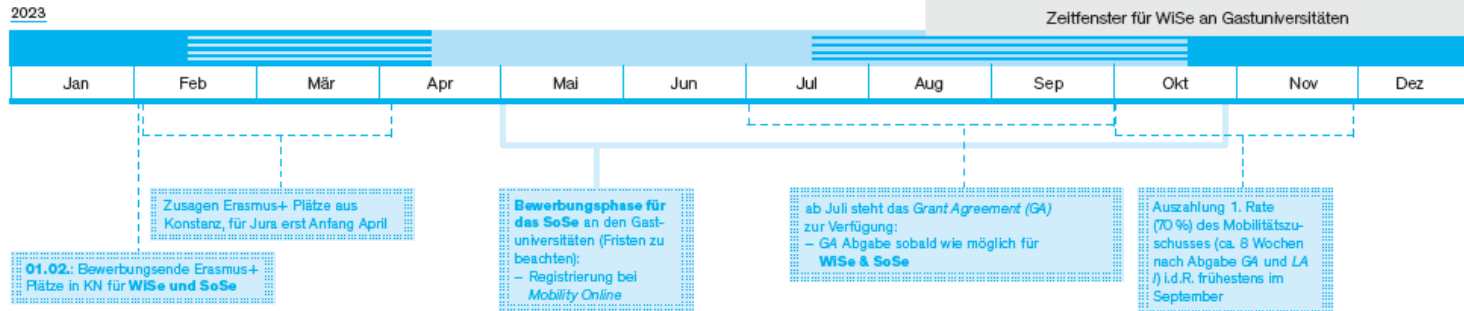 2023
Zeitfenster für WiSe an Gastuniversitäten
Jan Feb Mär Apr Mai Jun Jul Aug Sep Okt Nov Dez
Zusagen Erasmus+ Plätze aus
Konstanz, für Jura erst Anfang April
01.02.: Bewerbungsende Erasmus+
Plätze in KN für WiSe und SoSe
Bewerbungsphase für
das SoSe an den Gast-
universitäten (Fristen zu
beachten):
– Registrierung bei
Mobility Online
ab Juli steht das Grant Agreement (GA)
zur Verfügung:
– GA Abgabe sobald wie möglich für
WiSe & SoSe
Auszahlung 1. Rate
(70 %) des Mobilitätszu-
schusses (ca. 8 Wochen
nach Abgabe GA und LA
I) i.d.R. frühestens im
September